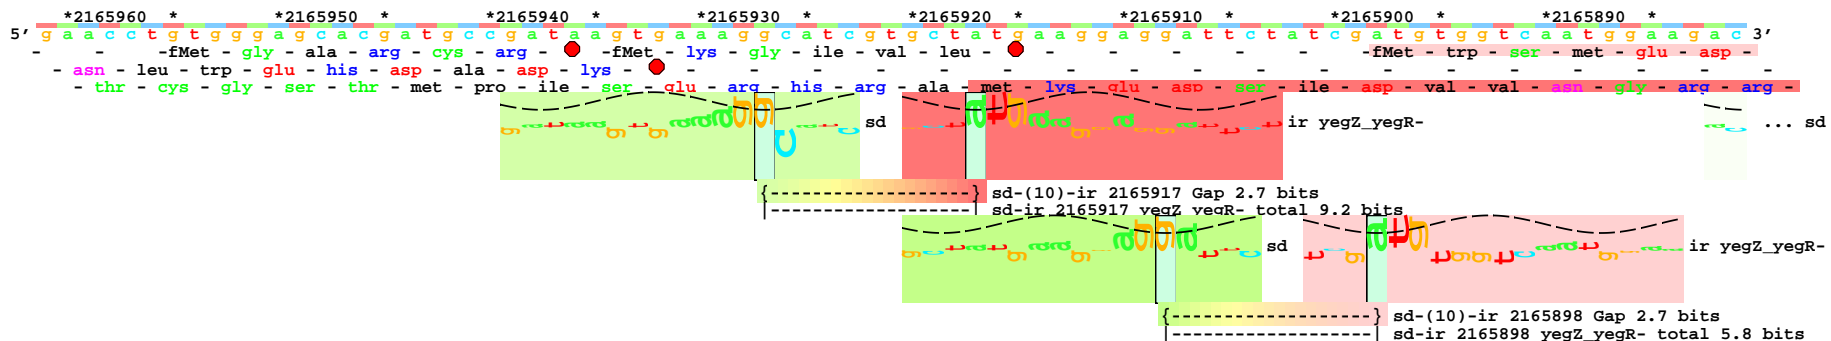 *2165960 * *2165950 * *2165940 * *2165930 * *2165920 * *2165910 * *2165900 * *2165890 *
5' g a a c c t g t g g g a g c a c g a t g c c g a t a a g t g a a a g g c a t c g t g c t a t g a a g g a g g a t t c t a t c g a t g t g g t c a a t g g a a g a c 3'
- - - -fMet - gly - ala - arg - cys - arg - -fMet - lys - gly - ile - val - leu - - - - - - -fMet - trp - ser - met - glu - asp -
- asn - leu - trp - glu - his - asp - ala - asp - lys - - - - - - - - - - - - - - - - - -
- thr - cys - gly - ser - thr - met - pro - ile - ser - glu - arg - his - arg - ala - met - lys - glu - asp - ser - ile - asp - val - val - asn - gly - arg - arg -
sd
ir yegZ_yegR-
... sd
{-------------------} sd-(10)-ir 2165917 Gap 2.7 bits
|-------------------| sd-ir 2165917 yegZ_yegR- total 9.2 bits
sd
ir yegZ_yegR-
{-------------------} sd-(10)-ir 2165898 Gap 2.7 bits
|-------------------| sd-ir 2165898 yegZ_yegR- total 5.8 bits